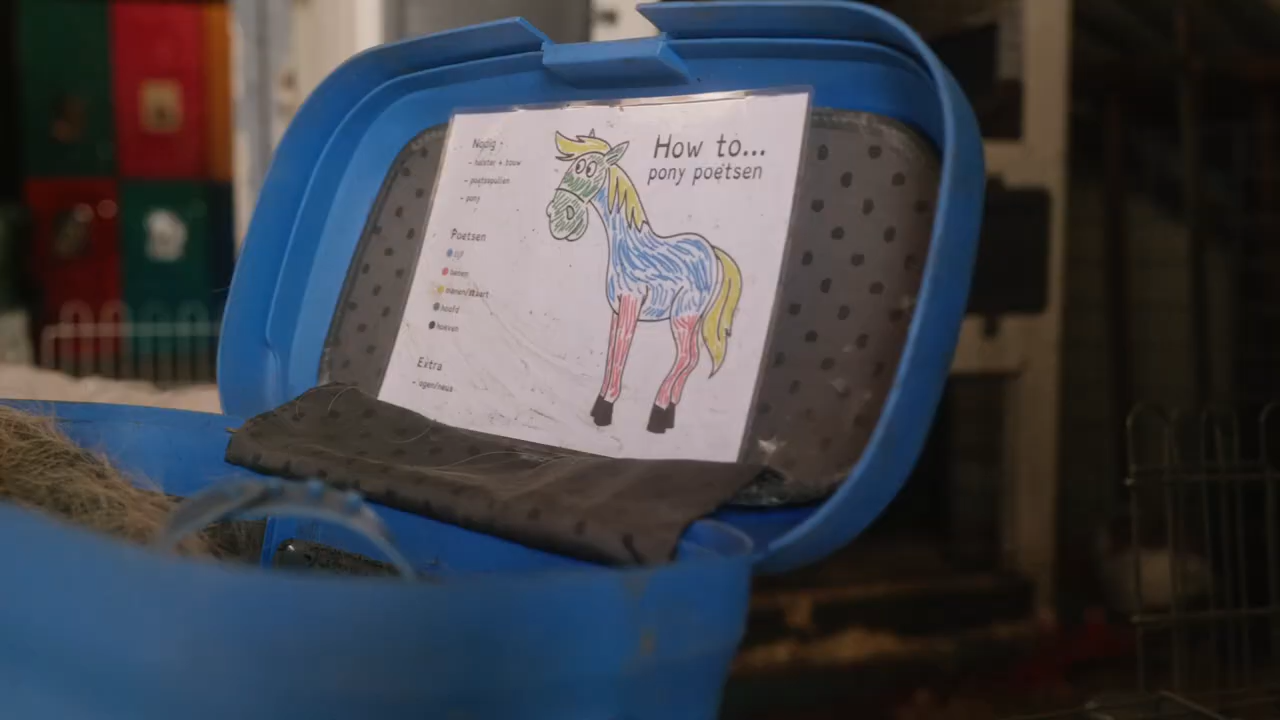 How to...
pony poetsen
Nodig:
- halster + touw
- poetsspullen
- pony
Poetsen
lijf
benen
manen/staart
hoofd
hoeven
Extra
- ogen/neus